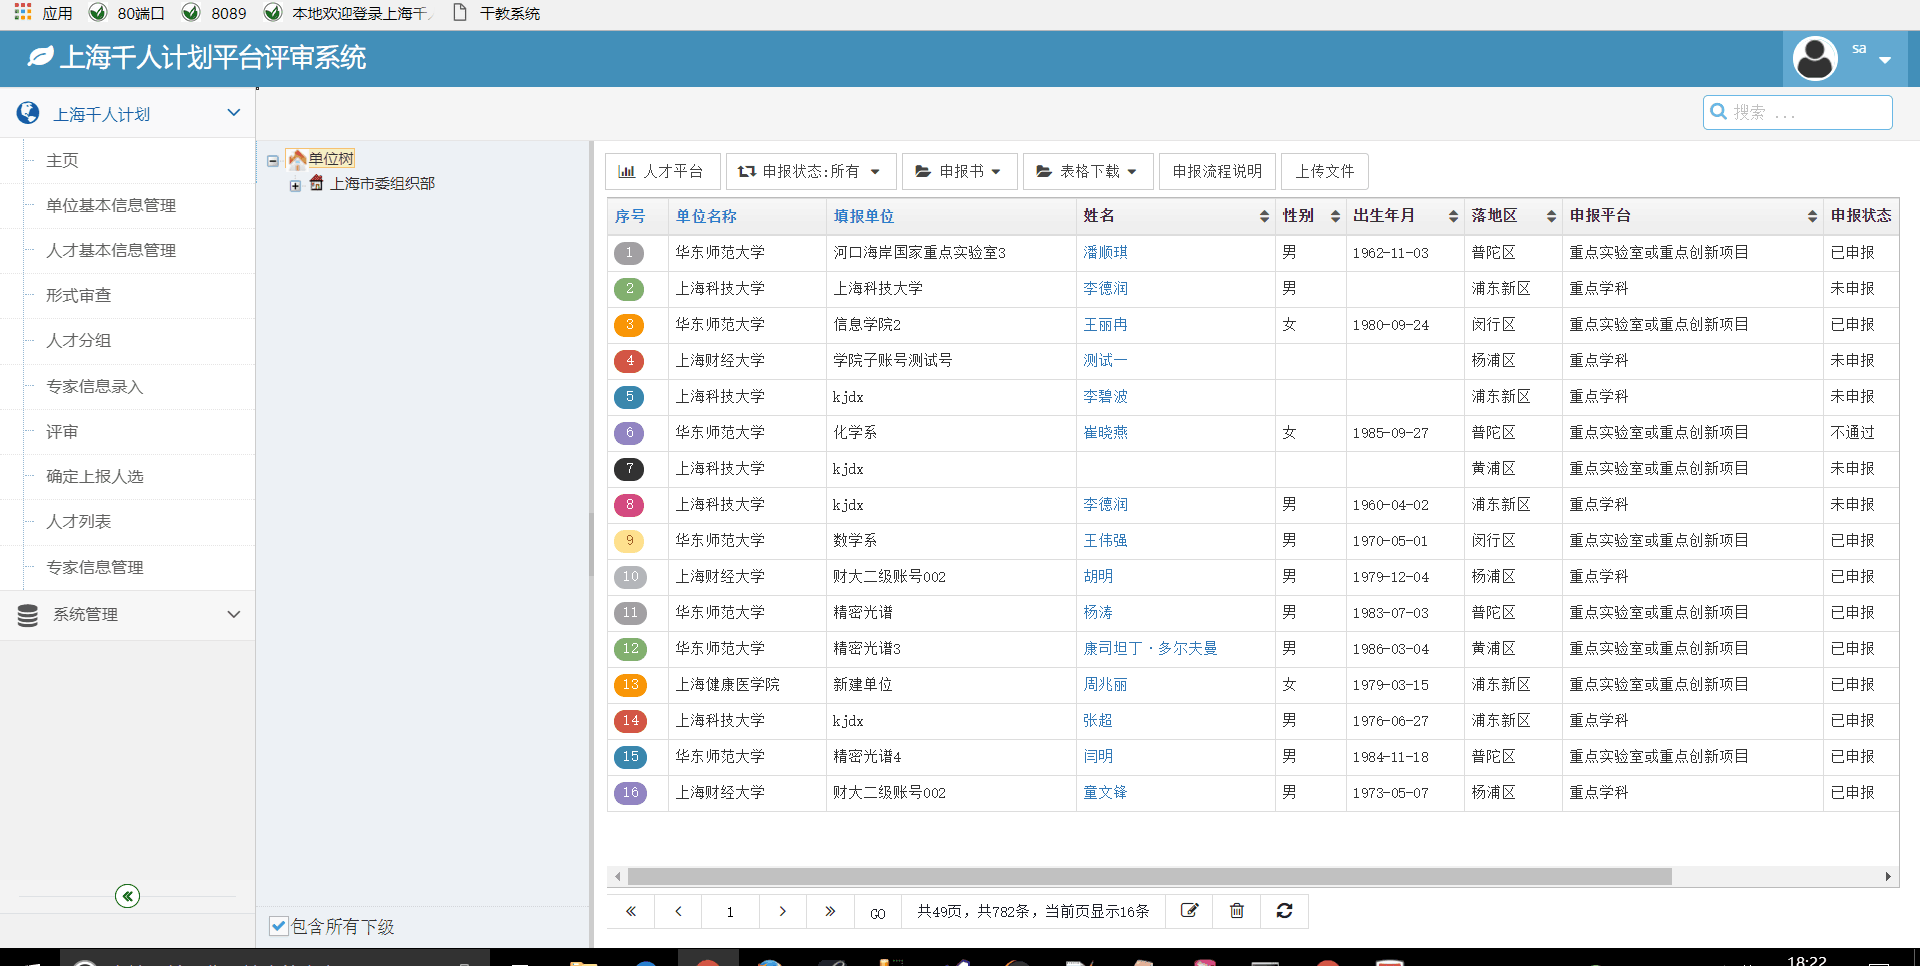 应用 80端口 8089 本地欢迎登录上海千 干教系统
上海千人计划平台评审系统 sa
上海千人计划
搜索 ...
主页
单位基本信息管理
人才基本信息管理
形式审查
人才分组
专家信息录入
评审
确定上报人选
人才列表
专家信息管理
系统管理
单位树
上海市委组织部
包含所有下级
人才平台 申报状态:所有 申报书 表格下载 申报流程说明 上传文件
序号 单位名称 填报单位 姓名 性别 出生年月 落地区 申报平台 申报状态
1 华东师范大学 河口海岸国家重点实验室3 潘顺琪 男 1962-11-03 普陀区 重点实验室或重点创新项目 已申报
2 上海科技大学 上海科技大学 李德润 男 浦东新区 重点学科 未申报
3 华东师范大学 信息学院2 王丽冉 女 1980-09-24 闵行区 重点实验室或重点创新项目 已申报
4 上海财经大学 学院子账号测试号 测试一 杨浦区 重点学科 未申报
5 上海科技大学 kjdx 李碧波 浦东新区 重点学科 未申报
6 华东师范大学 化学系 崔晓燕 女 1985-09-27 普陀区 重点实验室或重点创新项目 不通过
7 上海科技大学 kjdx 黄浦区 重点实验室或重点创新项目 未申报
8 上海科技大学 kjdx 李德润 男 1960-04-02 浦东新区 重点学科 未申报
9 华东师范大学 数学系 王伟强 男 1970-05-01 闵行区 重点实验室或重点创新项目 已申报
10 上海财经大学 财大二级账号002 胡明 男 1979-12-04 杨浦区 重点学科 已申报
11 华东师范大学 精密光谱 杨涛 男 1983-07-03 普陀区 重点实验室或重点创新项目 已申报
12 华东师范大学 精密光谱3 康司坦丁·多尔夫曼 男 1986-03-04 黄浦区 重点实验室或重点创新项目 已申报
13 上海健康医学院 新建单位 周兆丽 女 1979-03-15 浦东新区 重点实验室或重点创新项目 已申报
14 上海科技大学 kjdx 张超 男 1976-06-27 浦东新区 重点学科 已申报
15 华东师范大学 精密光谱4 闫明 男 1984-11-18 普陀区 重点实验室或重点创新项目 已申报
16 上海财经大学 财大二级账号002 童文锋 男 1973-05-07 杨浦区 重点学科 已申报
1 GO 共49页，共782条，当前页显示16条
18:22